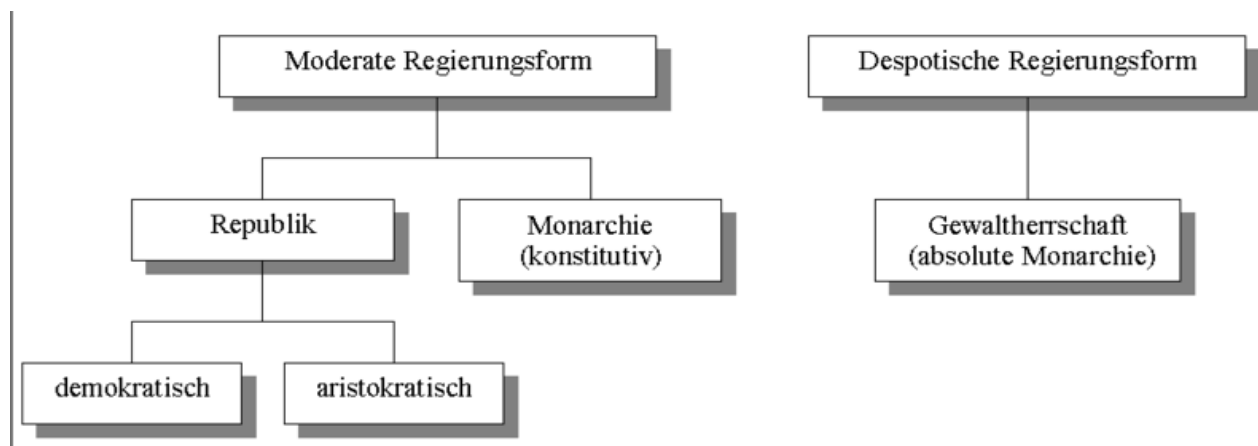 Moderate Regierungsform
Despotische Regierungsform
Republik
Monarchie
(konstitutiv)
Gewaltherrschaft
(absolute Monarchie)
demokratisch
aristokratisch